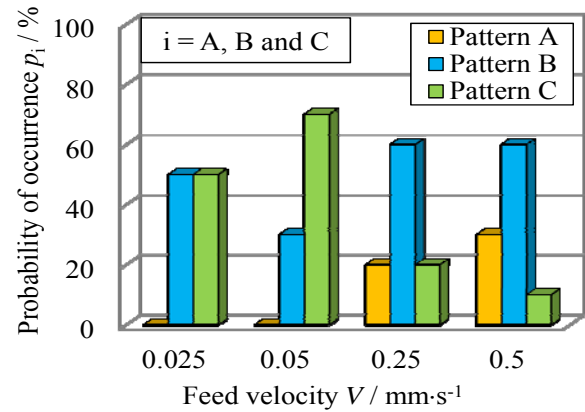 Probability of occurrence pᵢ / %
100
80
60
40
20
0
i = A, B and C
Pattern A
Pattern B
Pattern C
0.025 0.05 0.25 0.5
Feed velocity V / mm·s⁻¹